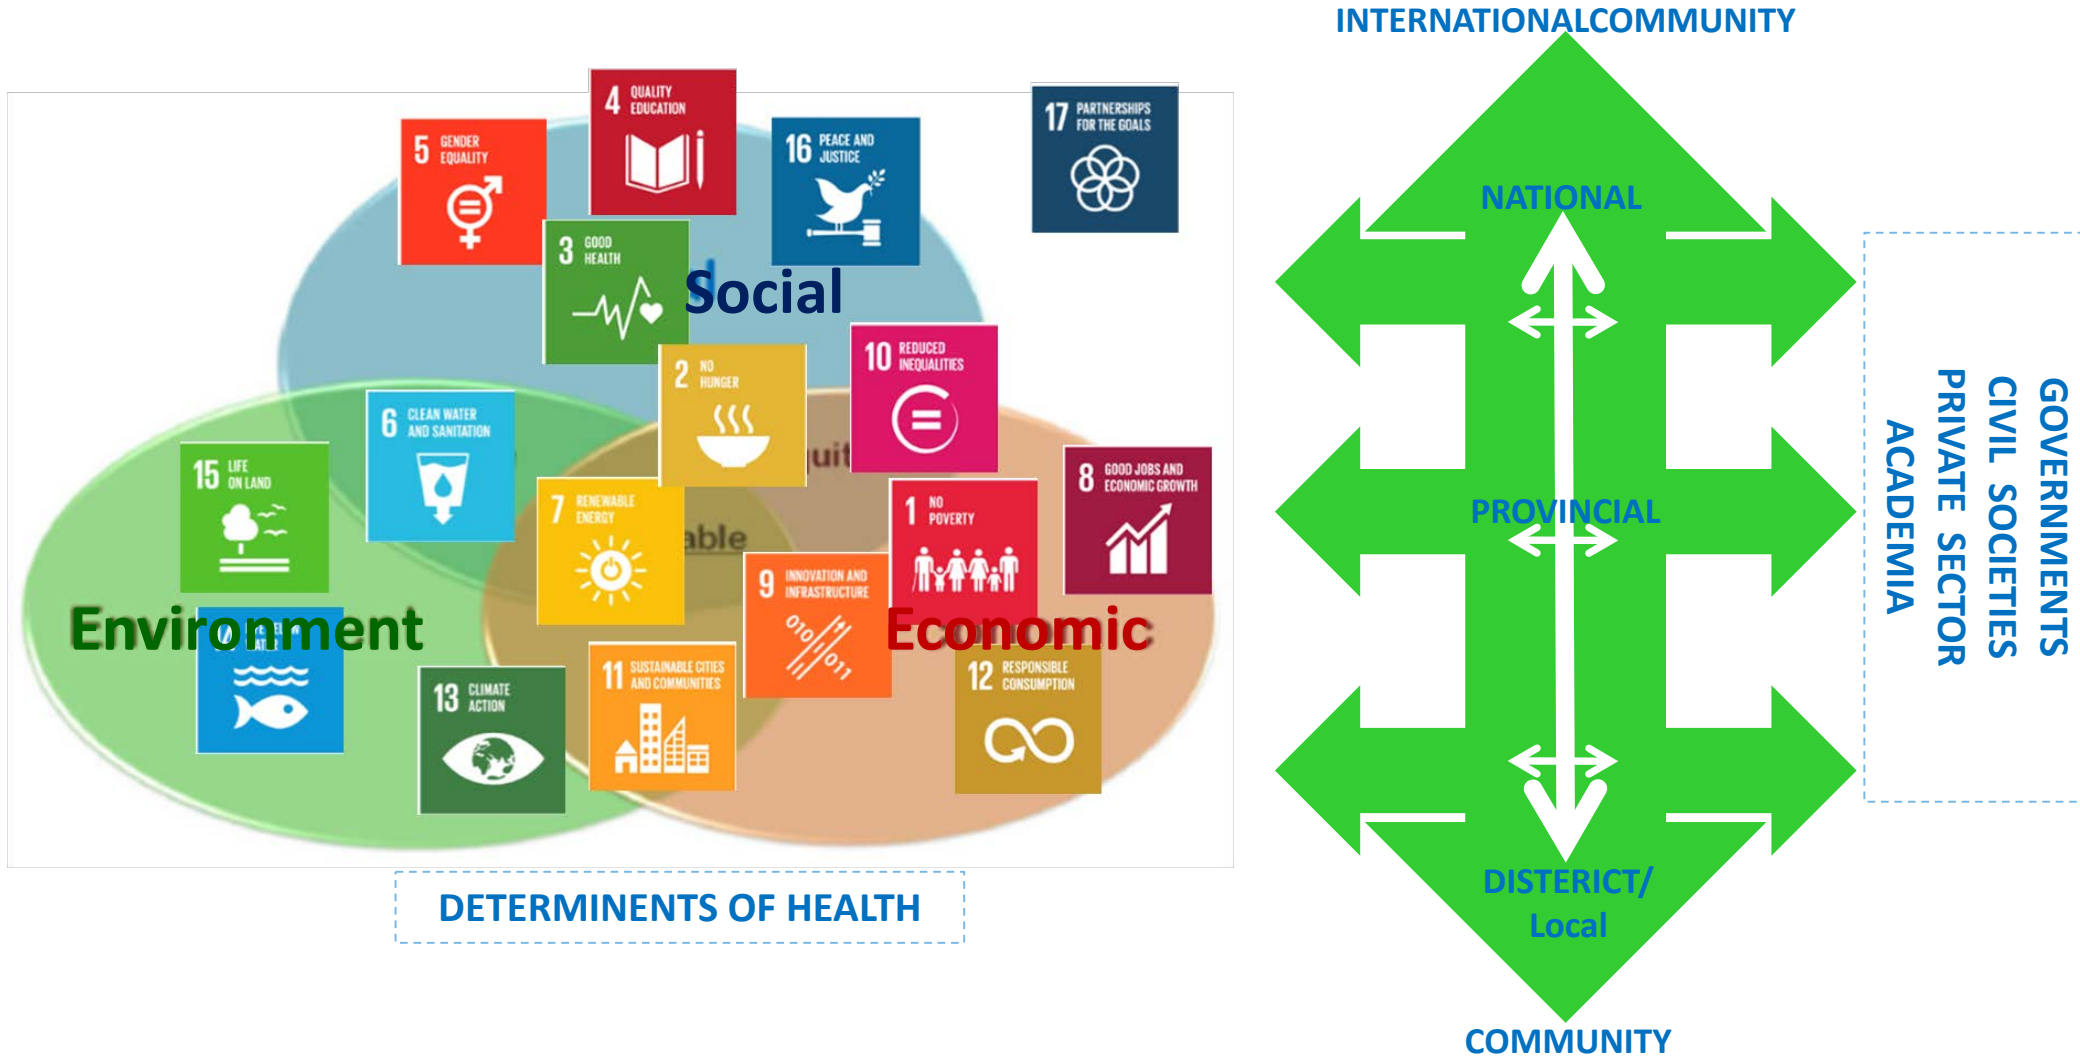 INTERNATIONALCOMMUNITY
4 QUALITY
EDUCATION
17 PARTNERSHIPS
FOR THE GOALS
5 GENDER
EQUALITY
16 PEACE AND
JUSTICE
3 GOOD
HEALTH
Social
2 NO
HUNGER
10 REDUCED
INEQUALITIES
6 CLEAN WATER
AND SANITATION
15 LIFE
ON LAND
8 GOOD JOBS AND
ECONOMIC GROWTH
7 RENEWABLE
ENERGY
1 NO
POVERTY
able
9 INNOVATION AND
INFRASTRUCTURE
010
011
Environment
WATER
Economic
11 SUSTAINABLE CITIES
AND COMMUNITIES
12 RESPONSIBLE
CONSUMPTION
13 CLIMATE
ACTION
DETERMINENTS OF HEALTH
NATIONAL
PROVINCIAL
DISTERICT/
Local
COMMUNITY
GOVERNMENTS
CIVIL SOCIETIES
PRIVATE SECTOR
ACADEMIA